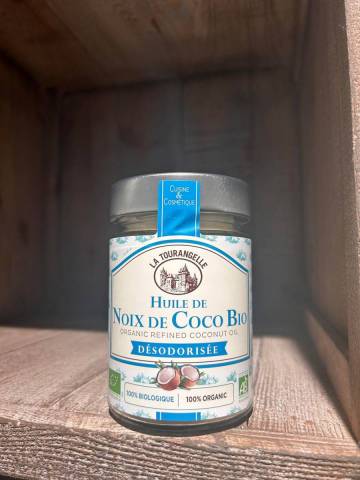 CUISINE
&
COSMÉTIQUE
LA TOURANGELLE
HUILE DE
NOIX DE COCO BIO
ORGANIC REFINED COCONUT OIL
DÉSODORISÉE
100% BIOLOGIQUE
100% ORGANIC
AB